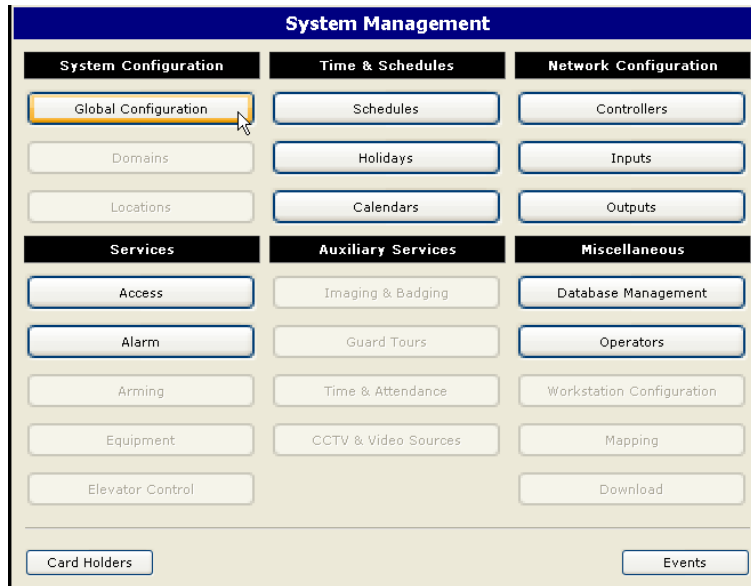 System Management
System Configuration
Global Configuration
Domains
Locations
Time & Schedules
Schedules
Holidays
Calendars
Network Configuration
Controllers
Inputs
Outputs
Services
Access
Alarm
Arming
Equipment
Elevator Control
Auxiliary Services
Imaging & Badging
Guard Tours
Time & Attendance
CCTV & Video Sources
Miscellaneous
Database Management
Operators
Workstation Configuration
Mapping
Download
Card Holders
Events